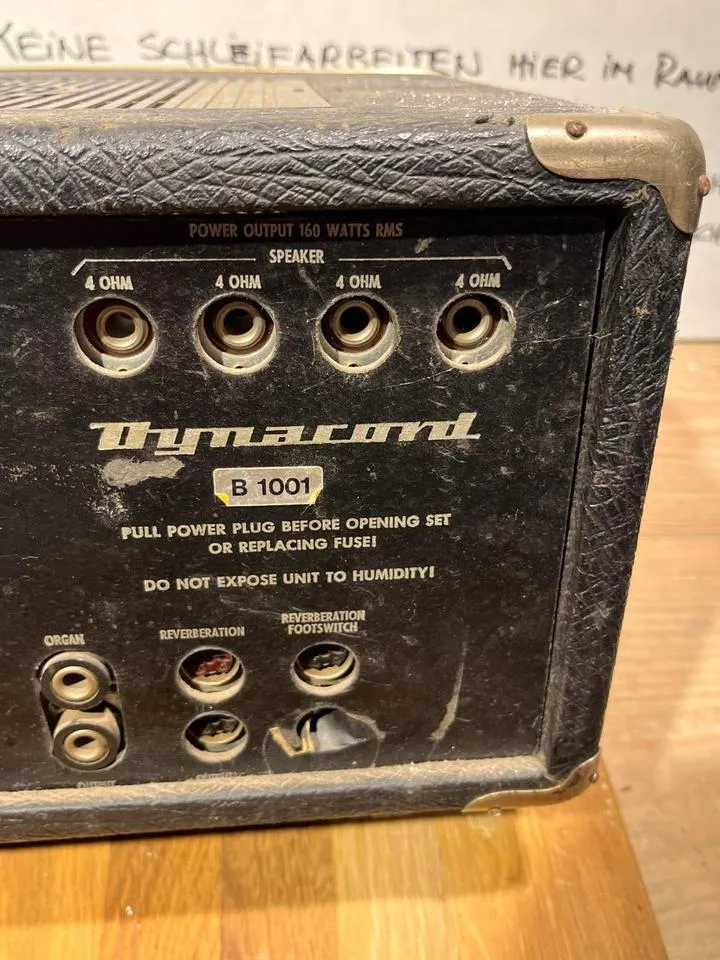 KEINE SCHLEIFARBEITEN HIER IM RAUM
POWER OUTPUT 160 WATTS RMS
SPEAKER
4 OHM 4 OHM 4 OHM 4 OHM
Dynacord
B 1001
PULL POWER PLUG BEFORE OPENING SET
OR REPLACING FUSE!
DO NOT EXPOSE UNIT TO HUMIDITY!
ORGAN
REVERBERATION
REVERBERATION
FOOTSWITCH